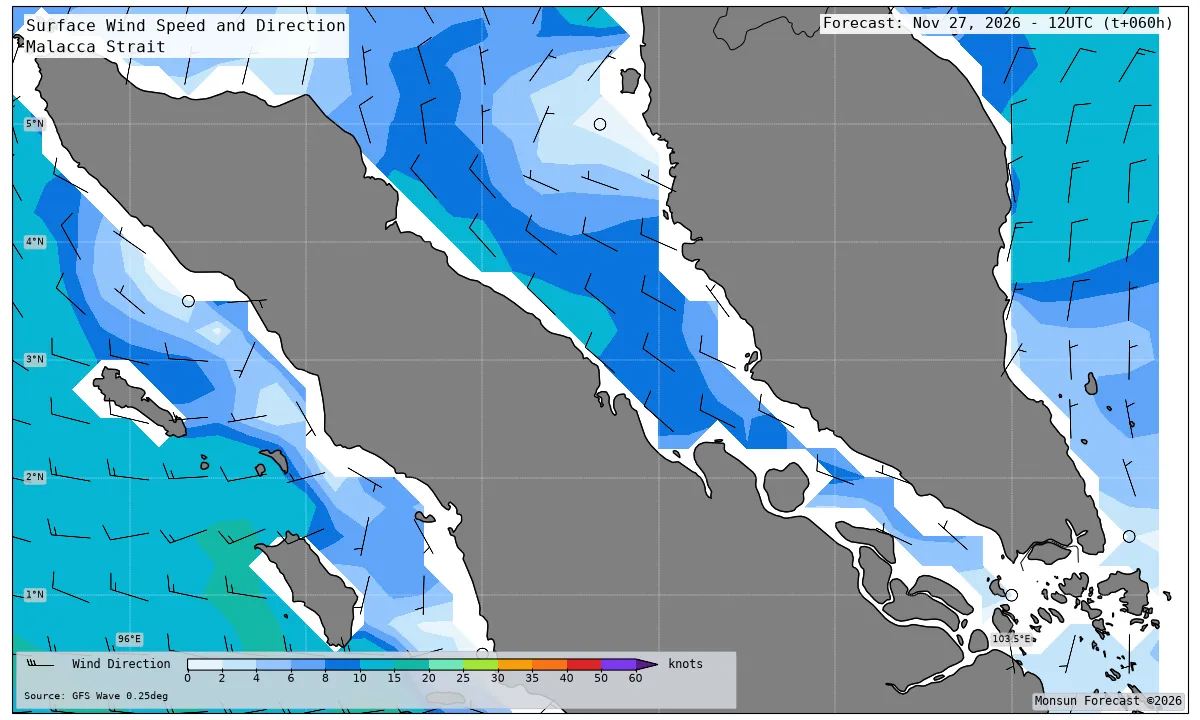 Surface Wind Speed and Direction
Malacca Strait
Forecast: Nov 27, 2026 - 12UTC (t+060h)
5°N
4°N
3°N
2°N
1°N
96°E
103.5°E
Wind Direction
0 2 4 6 8 10 15 20 25 30 35 40 50 60
knots
Source: GFS Wave 0.25deg
Monsun Forecast ©2026